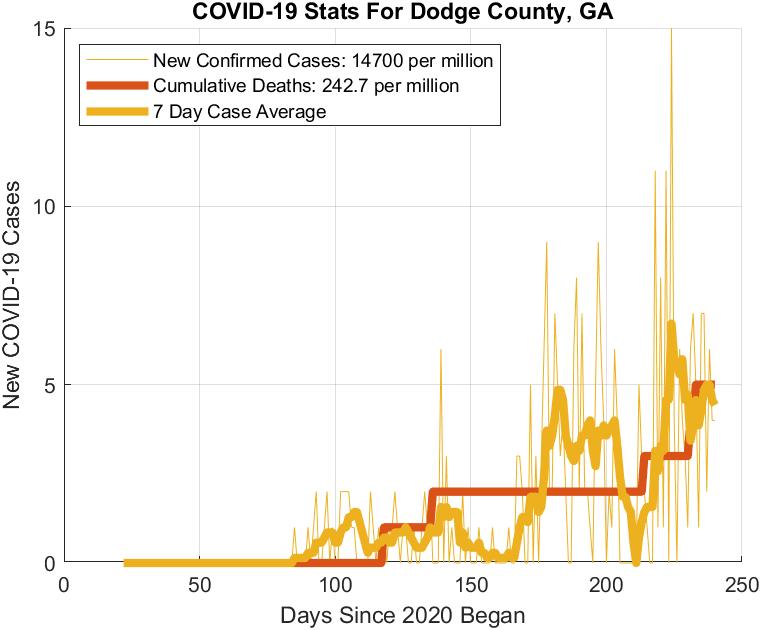 COVID-19 Stats For Dodge County, GA
New Confirmed Cases: 14700 per million
Cumulative Deaths: 242.7 per million
7 Day Case Average
New COVID-19 Cases
15
10
5
0
0 50 100 150 200 250
Days Since 2020 Began